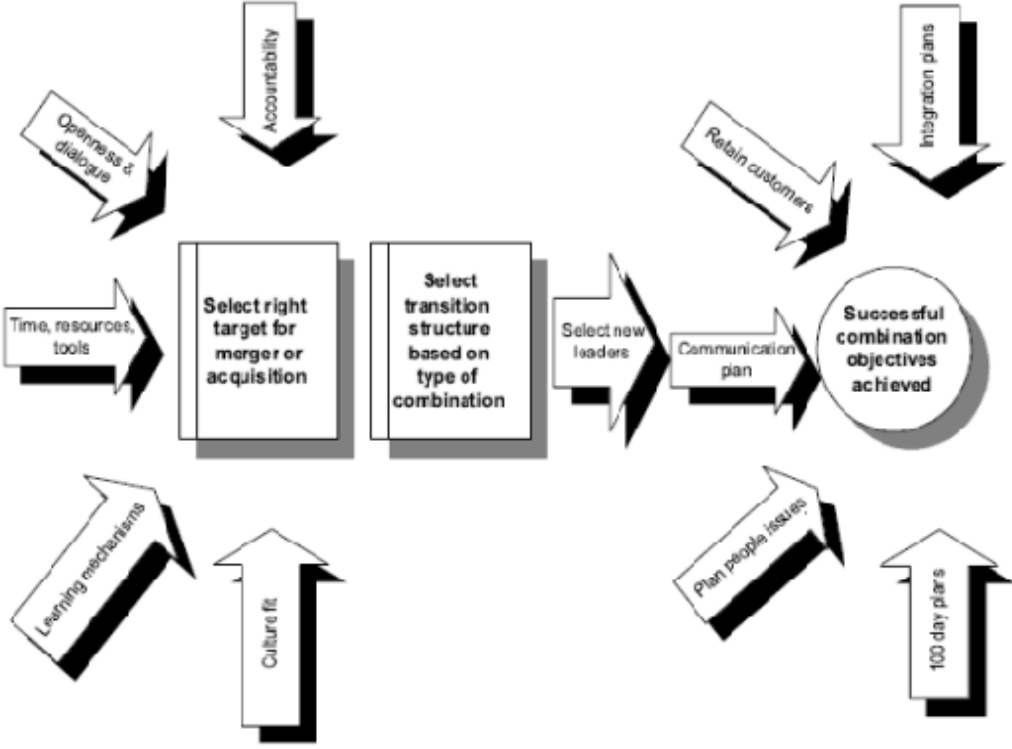 Accountability
Integration plans
Openness &
dialogue
Retain customers
Select right
target for
merger or
acquisition
Select
transition
structure
based on
type of
combination
Time, resources,
tools
Select new
leaders
Communication
plan
Successful
combination
objectives
achieved
Learning mechanisms
Culture fit
Plan people issues
100 day plans